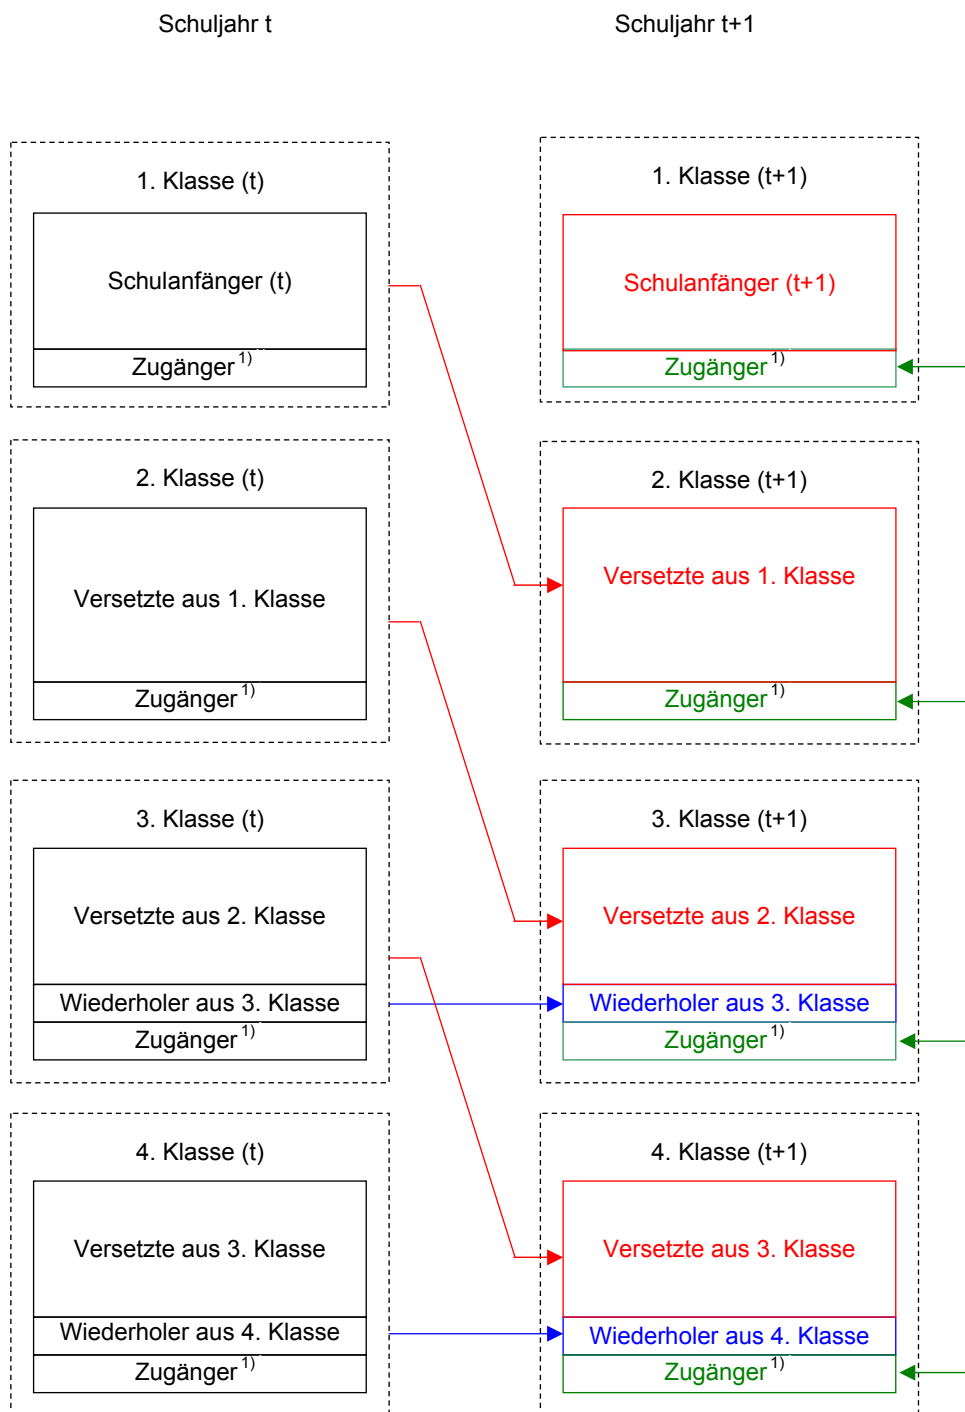 Schuljahr t
Schuljahr t+1
1. Klasse (t)
Schulanfänger (t)
Zugänger 1)
1. Klasse (t+1)
Schulanfänger (t+1)
Zugänger 1)
2. Klasse (t)
Versetzte aus 1. Klasse
Zugänger 1)
2. Klasse (t+1)
Versetzte aus 1. Klasse
Zugänger 1)
3. Klasse (t)
Versetzte aus 2. Klasse
Wiederholer aus 3. Klasse
Zugänger 1)
3. Klasse (t+1)
Versetzte aus 2. Klasse
Wiederholer aus 3. Klasse
Zugänger 1)
4. Klasse (t)
Versetzte aus 3. Klasse
Wiederholer aus 4. Klasse
Zugänger 1)
4. Klasse (t+1)
Versetzte aus 3. Klasse
Wiederholer aus 4. Klasse
Zugänger 1)